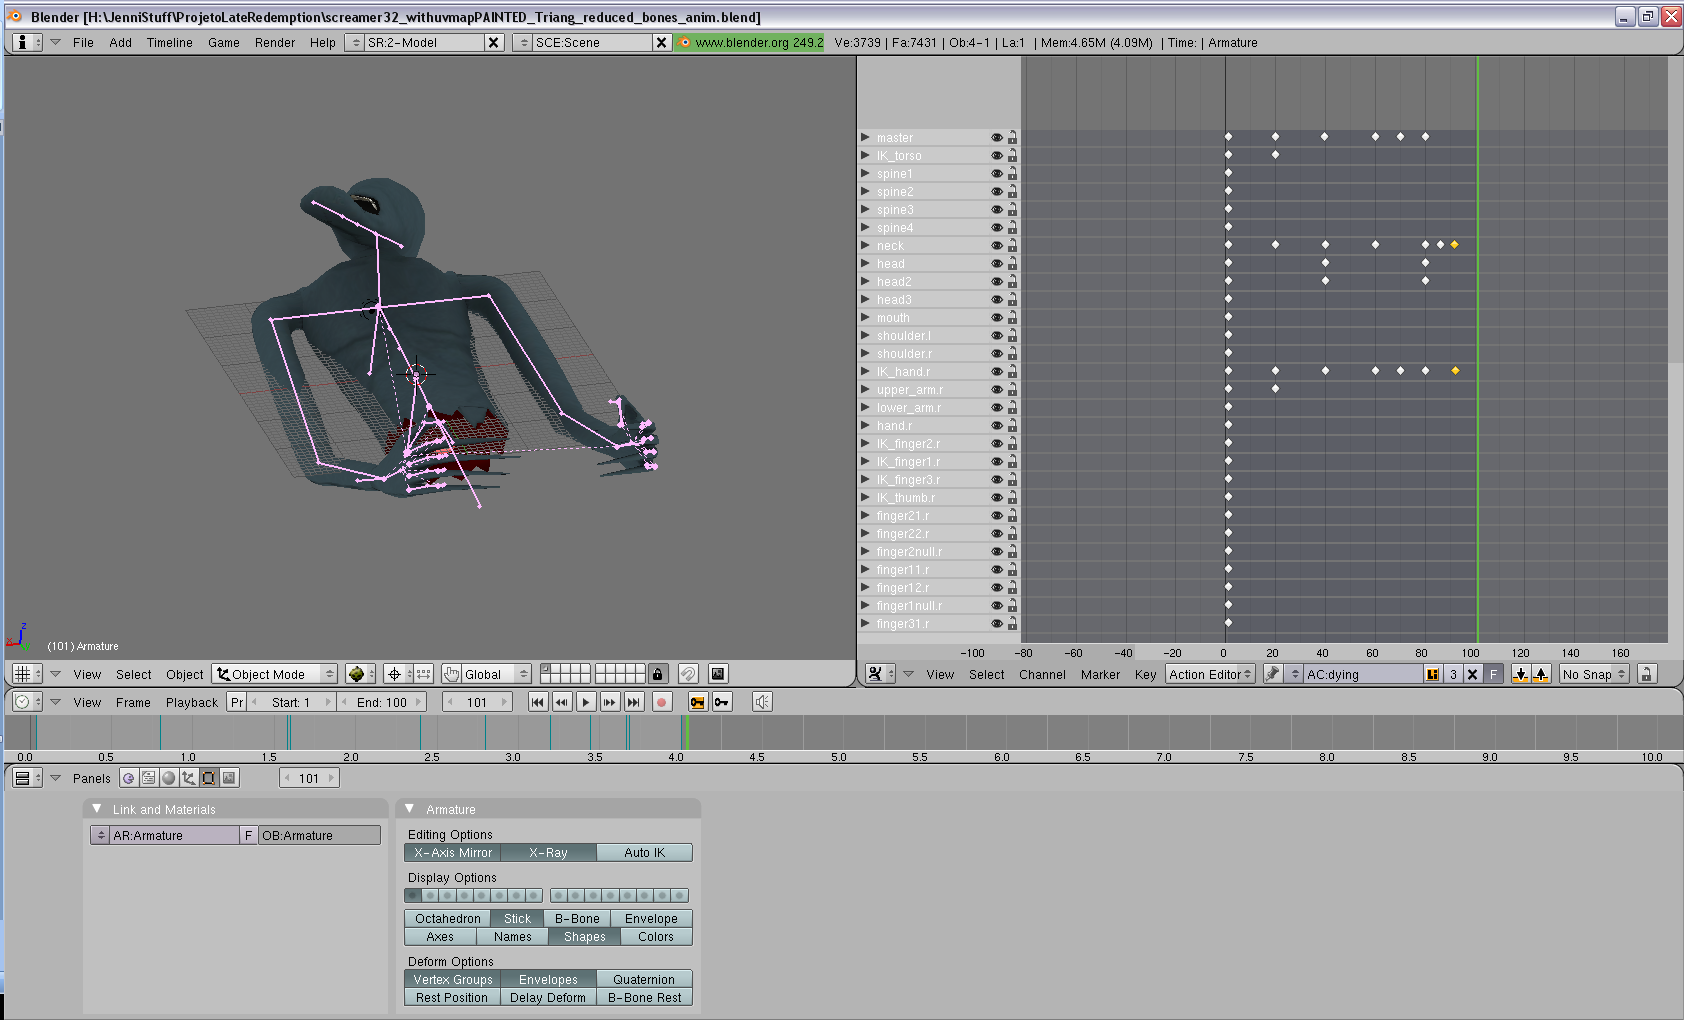 Blender [H:\JenniStuff\ProjetoLateRedemption\screamer32_withuvmapPAINTED_Triang_reduced_bones_anim.blend]
File Add Timeline Game Render Help SR:2-Model X SCE:Scene X www.blender.org 249.2 Ve:3739 | Fa:7431 | Ob:4-1 | La:1 | Mem:4.65M (4.09M) | Time: | Armature
master
IK_torso
spine1
spine2
spine3
spine4
neck
head
head2
head3
mouth
shoulder.l
shoulder.r
IK_hand.r
upper_arm.r
lower_arm.r
hand.r
IK_finger2.r
IK_finger1.r
IK_finger3.r
IK_thumb.r
finger21.r
finger22.r
finger2null.r
finger11.r
finger12.r
finger1null.r
finger31.r
z
x
(101) Armature
-100 -80 -60 -40 -20 0 20 40 60 80 100 120 140 160
View Select Object Object Mode Global
View Select Channel Marker Key Action Editor AC:dying 3 X F No Snap
View Frame Playback Pr Start: 1 End: 100 101
0.0 0.5 1.0 1.5 2.0 2.5 3.0 3.5 4.0 4.5 5.0 5.5 6.0 6.5 7.0 7.5 8.0 8.5 9.0 9.5 10.0
Panels 101
Link and Materials
AR:Armature F OB:Armature
Armature
Editing Options
X-Axis Mirror X-Ray Auto IK
Display Options
Octahedron Stick B-Bone Envelope
Axes Names Shapes Colors
Deform Options
Vertex Groups Envelopes Quaternion
Rest Position Delay Deform B-Bone Rest